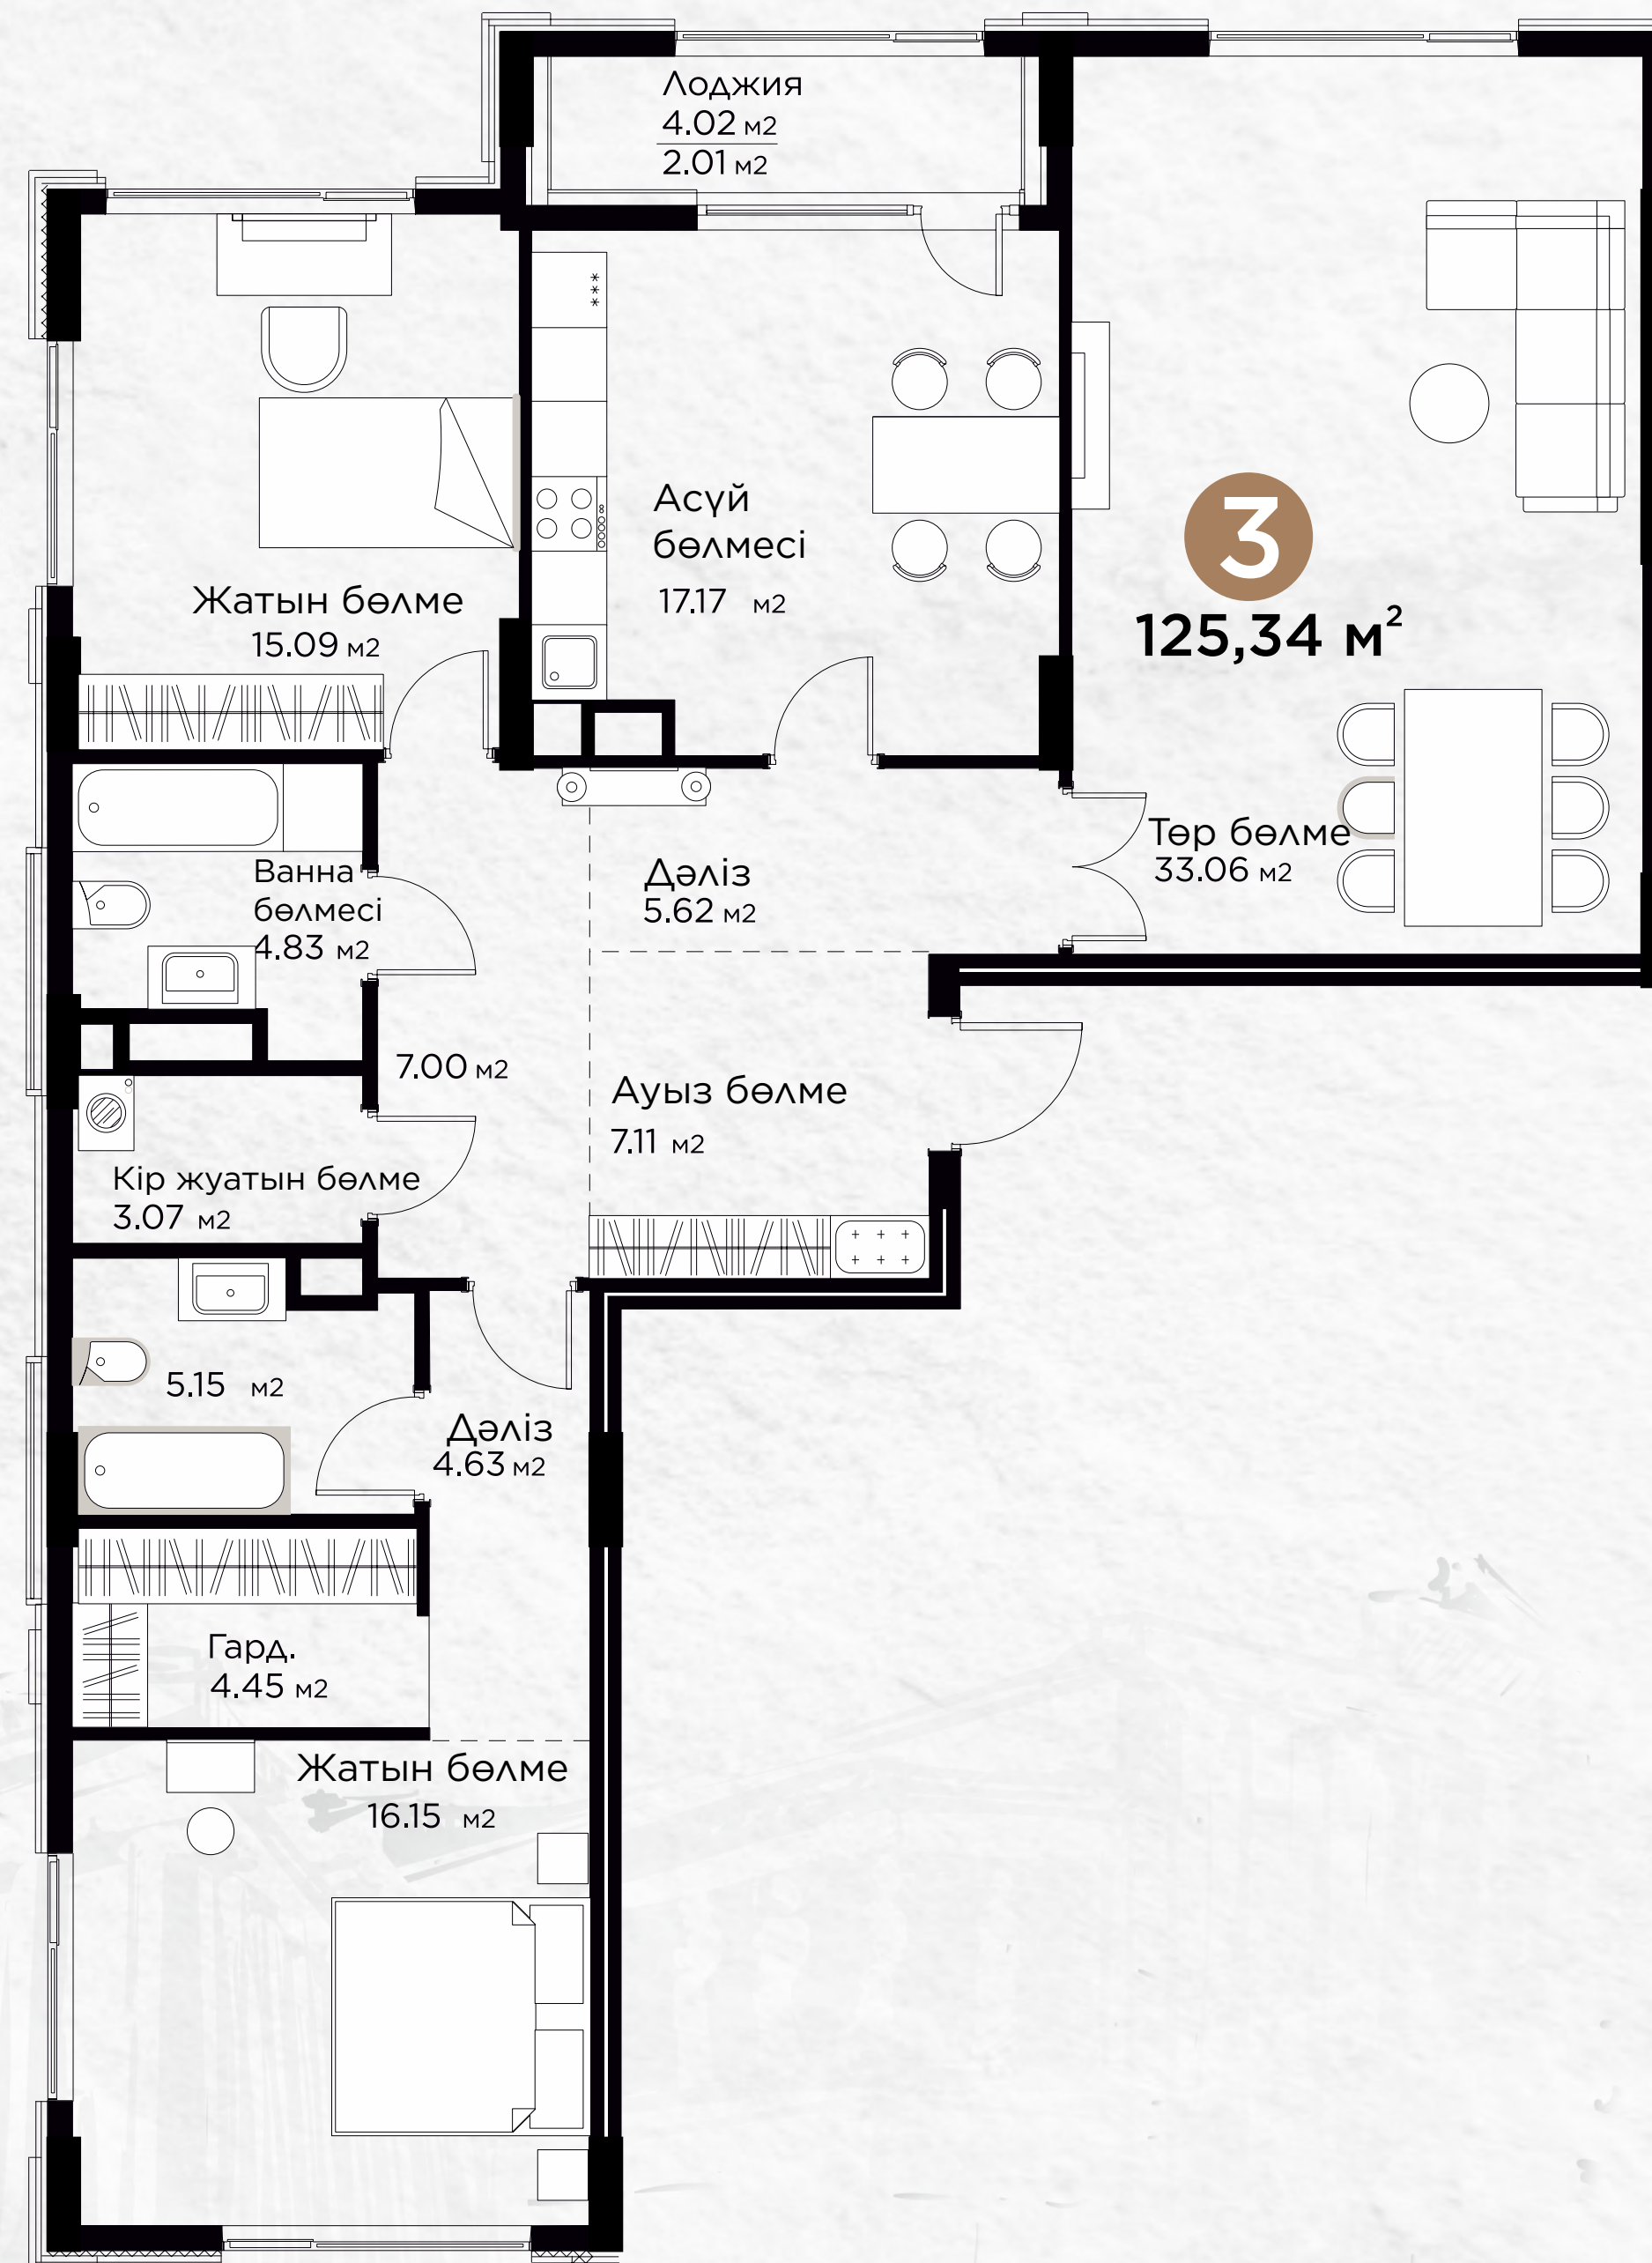 Лоджия
4.02 м2
2.01 м2
Асүй
бөлмесі
17.17 м2
3
125,34 м²
Жатын бөлме
15.09 м2
Төр бөлме
33.06 м2
Ванна
бөлмесі
4.83 м2
Дәліз
5.62 м2
7.00 м2
Ауыз бөлме
7.11 м2
Кір жуатын бөлме
3.07 м2
5.15 м2
Дәліз
4.63 м2
Гард.
4.45 м2
Жатын бөлме
16.15 м2